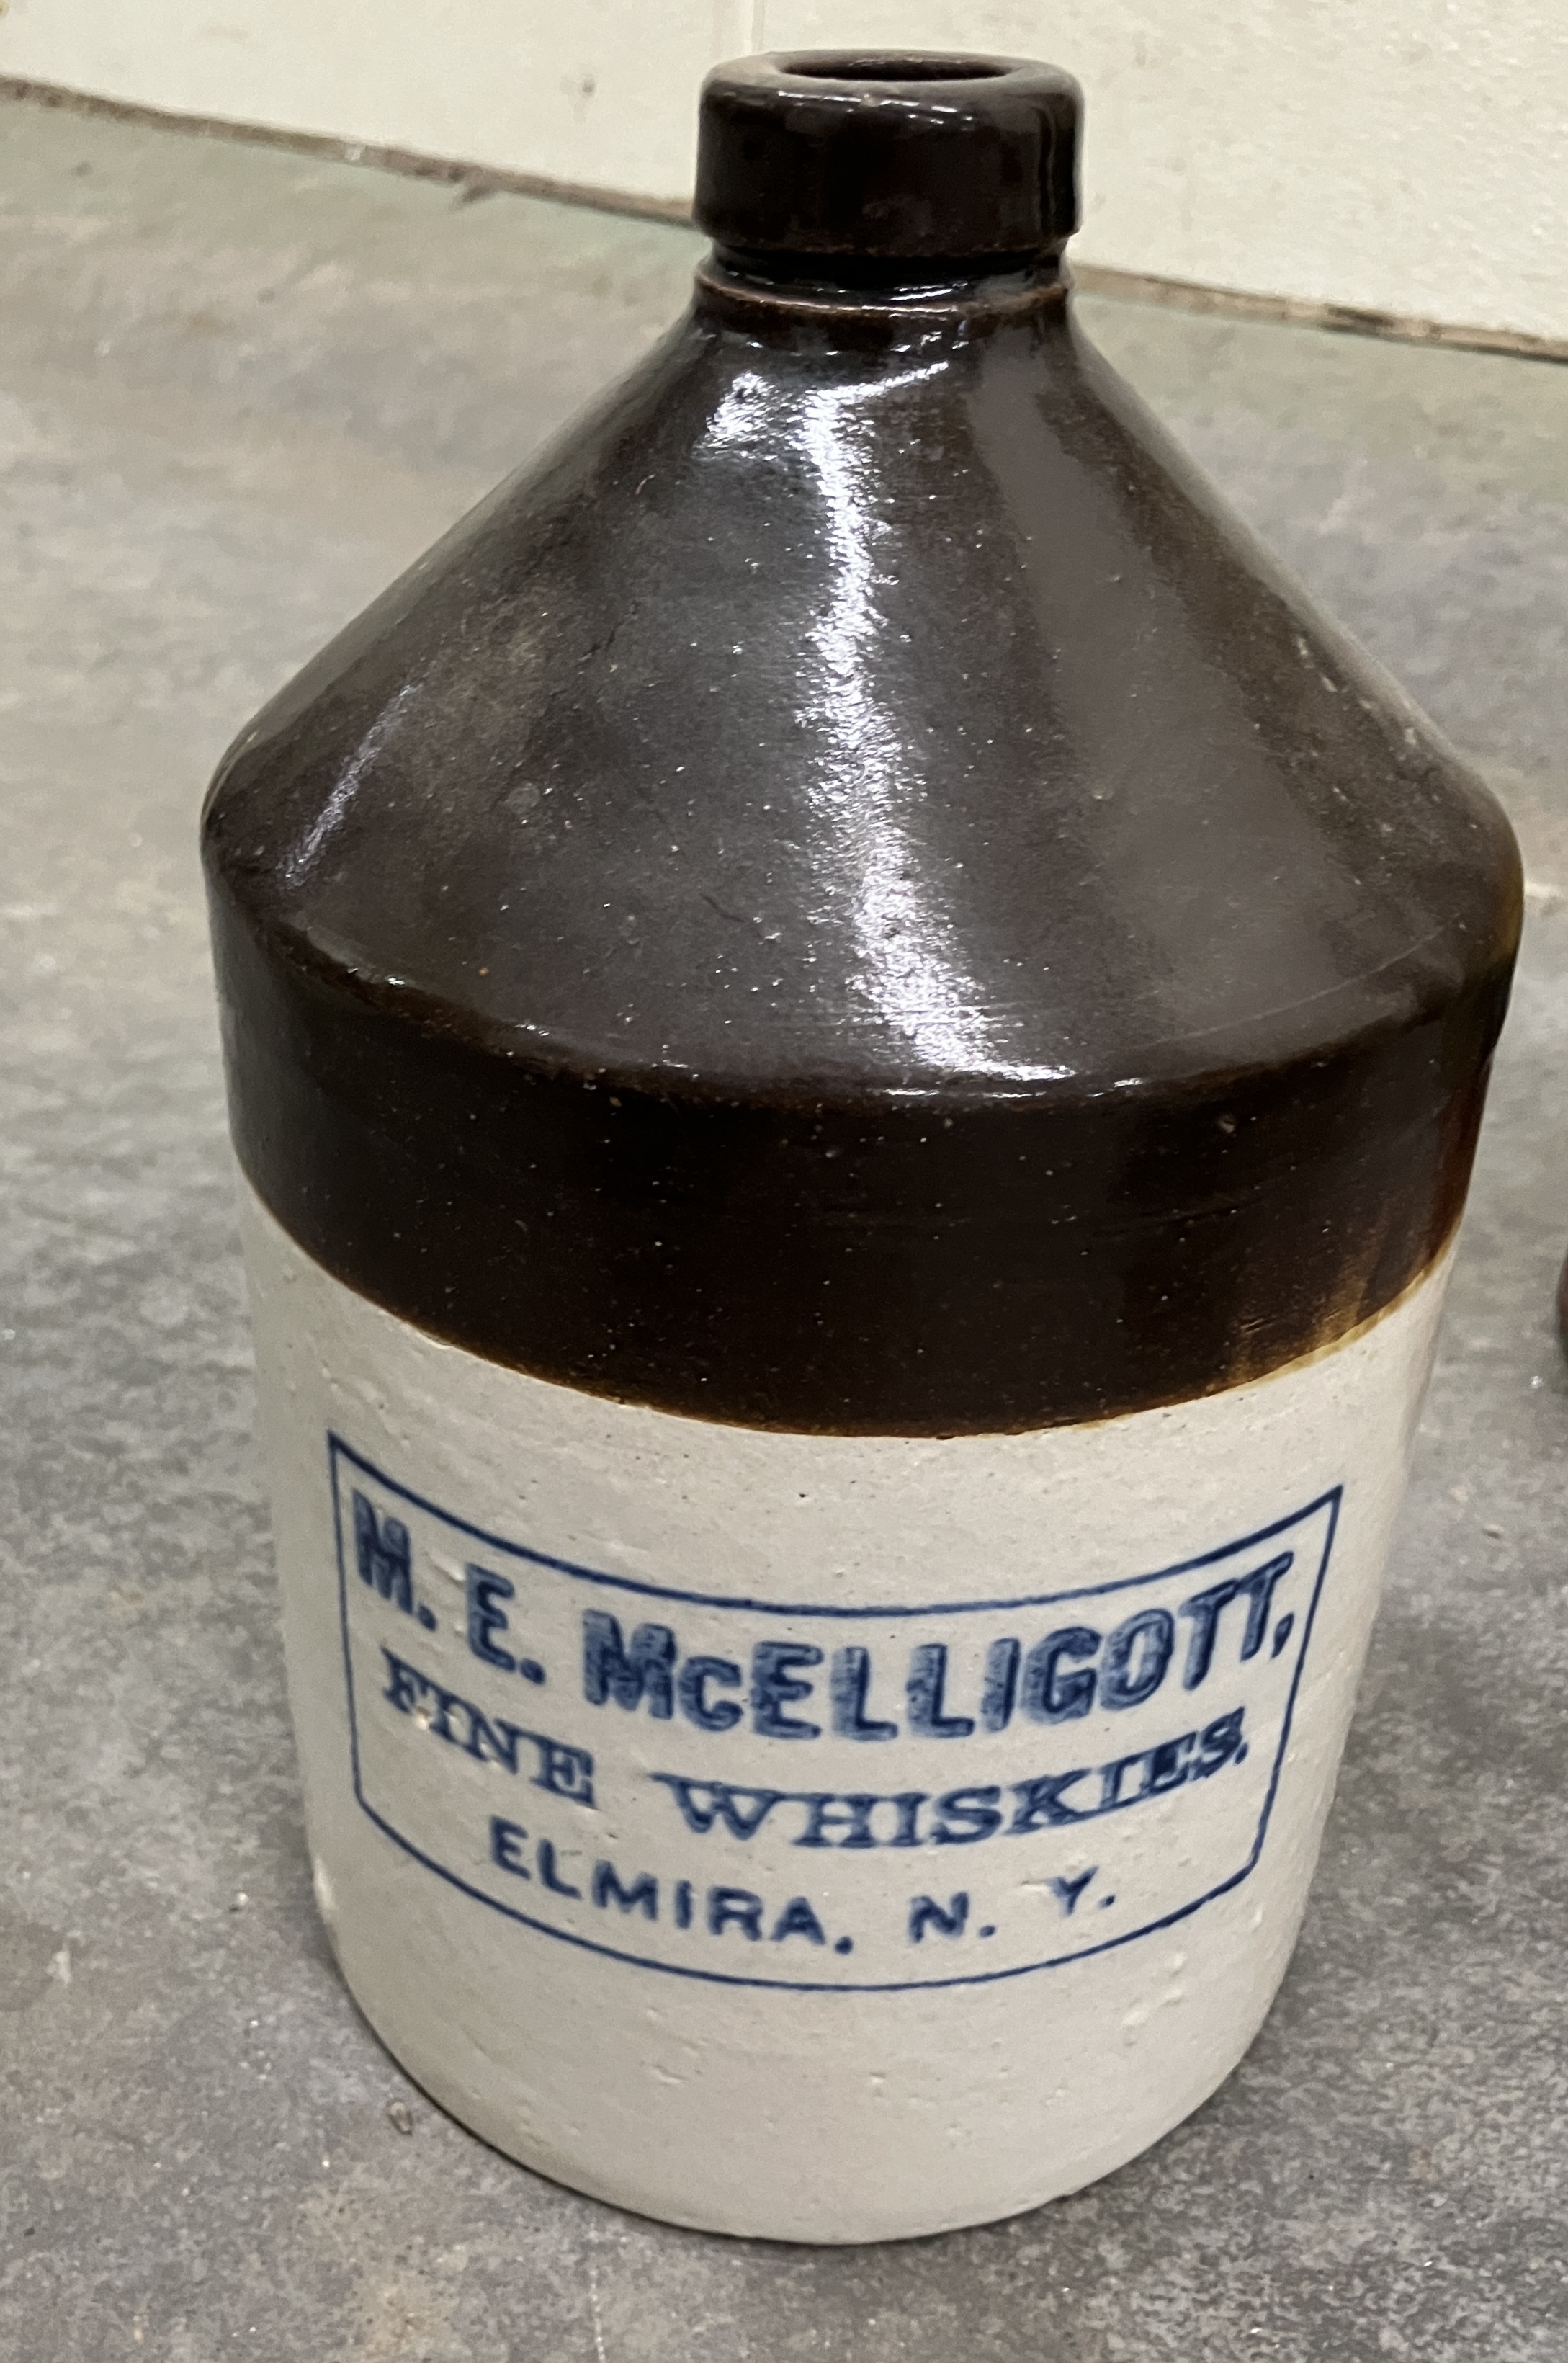 M. E. McELLIGOTT,
FINE WHISKIES.
ELMIRA, N. Y.